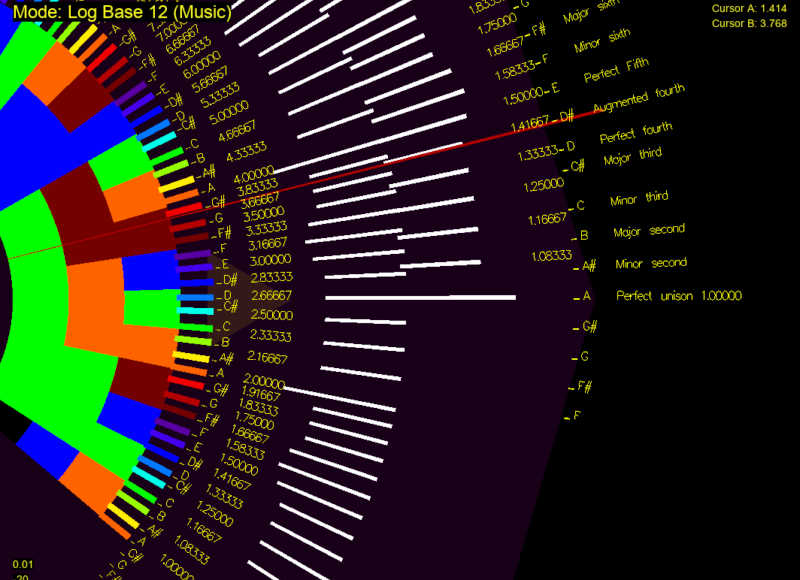 Mode: Log Base 12 (Music)
Cursor A: 1.414
Cursor B: 3.768
1.75000
F# Major sixth
1.66667
F Minor sixth
1.58333
E Perfect Fifth
1.50000
D# Augmented fourth
1.41667
D Perfect fourth
1.33333
C# Major third
1.25000
C Minor third
1.16667
B Major second
1.08333
A# Minor second
A Perfect unison 1.00000
G#
G
F#
F
7.00000
6.66667
6.33333
6.00000
5.66667
5.33333
5.00000
4.66667
4.33333
4.00000
3.83333
3.66667
3.50000
3.33333
3.16667
3.00000
2.83333
2.66667
2.50000
2.33333
2.16667
2.00000
1.91667
1.83333
1.75000
1.66667
1.58333
1.50000
1.41667
1.33333
1.25000
1.16667
1.08333
1.00000
A
G#
G
F#
F
E
D#
D
C#
C
B
A#
A
G#
G
F#
F
E
D#
D
C#
C
B
A#
A
G#
G
F#
F
E
D#
D
C#
C
B
A#
A
0.01